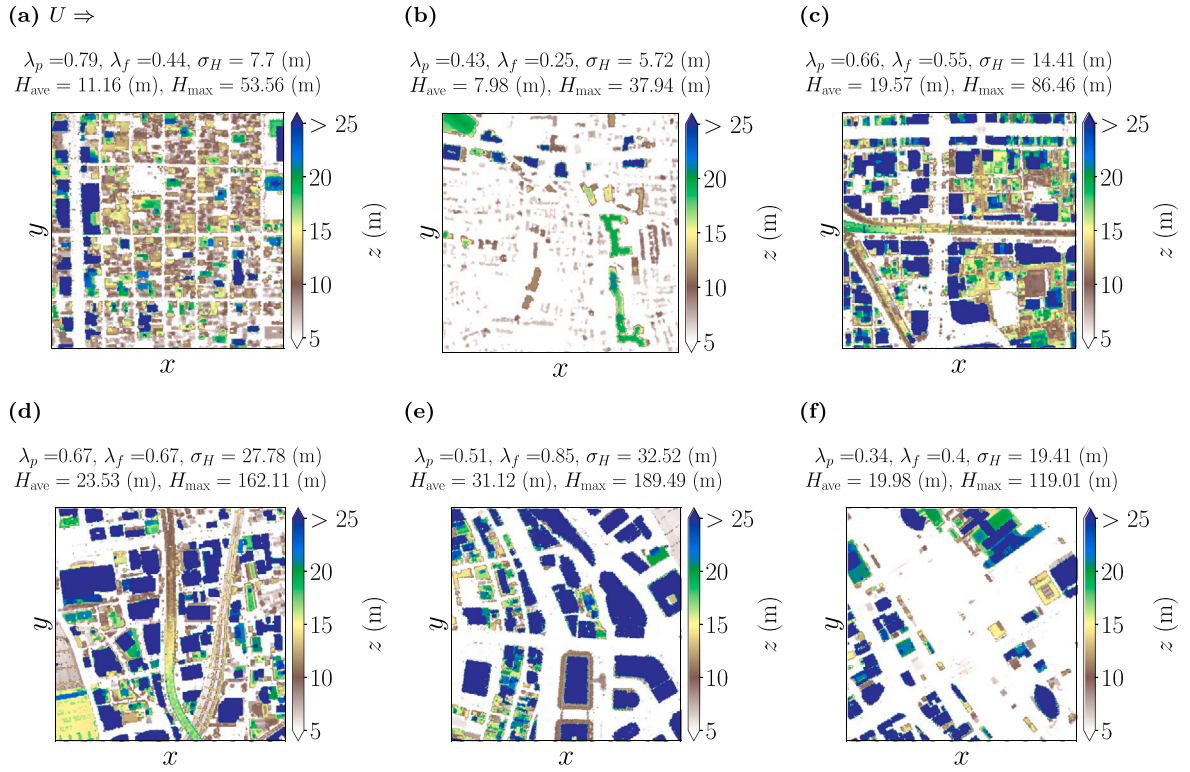 (a) U ⇒
λp =0.79, λf =0.44, σH = 7.7 (m)
Have = 11.16 (m), Hmax = 53.56 (m)
y
x
> 25
20
15
10
5
z (m)
(b)
λp =0.43, λf =0.25, σH = 5.72 (m)
Have = 7.98 (m), Hmax = 37.94 (m)
y
x
> 25
20
15
10
5
z (m)
(c)
λp =0.66, λf =0.55, σH = 14.41 (m)
Have = 19.57 (m), Hmax = 86.46 (m)
y
x
> 25
20
15
10
5
z (m)
(d)
λp =0.67, λf =0.67, σH = 27.78 (m)
Have = 23.53 (m), Hmax = 162.11 (m)
y
x
> 25
20
15
10
5
z (m)
(e)
λp =0.51, λf =0.85, σH = 32.52 (m)
Have = 31.12 (m), Hmax = 189.49 (m)
y
x
> 25
20
15
10
5
z (m)
(f)
λp =0.34, λf =0.4, σH = 19.41 (m)
Have = 19.98 (m), Hmax = 119.01 (m)
y
x
> 25
20
15
10
5
z (m)